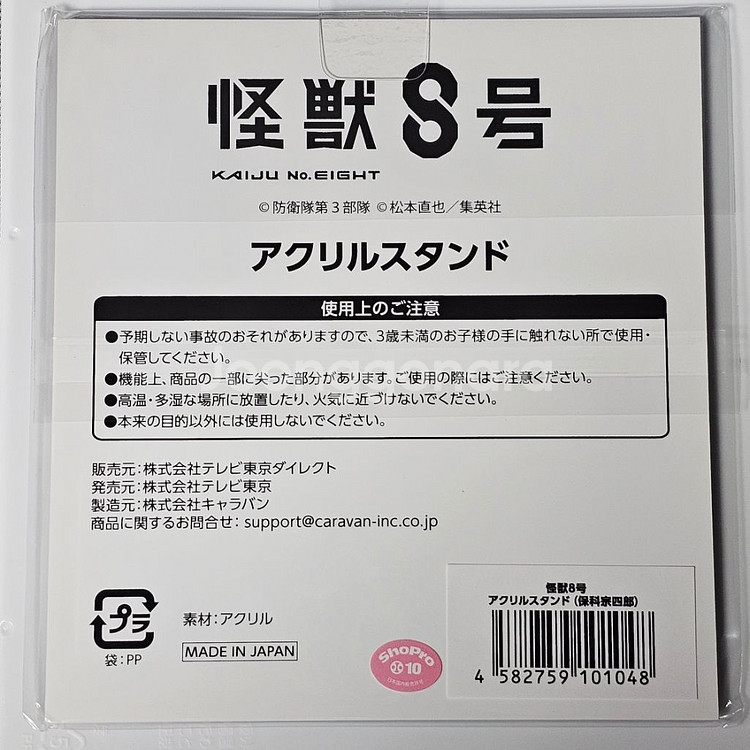 怪獣8号
KAIJU No.EIGHT
©防衛隊第3部隊 ©松本直也／集英社
アクリルスタンド
使用上のご注意
●予期しない事故のおそれがありますので、3歳未満のお子様の手に触れない所で使用・
保管してください。
●機能上、商品の一部に尖った部分があります。ご使用の際にはご注意ください。
●高温・多湿な場所に放置したり、火気に近づけないでください。
●本来の目的以外には使用しないでください。
販売元：株式会社テレビ東京ダイレクト
発売元：株式会社テレビ東京
製造元：株式会社キャラバン
商品に関するお問合せ： support@caravan-inc.co.jp
プラ
袋：PP
素材：アクリル
MADE IN JAPAN
ShoPro
10
日本国内販売許諾
怪獣8号
アクリルスタンド（保科宗四郎）
4 582759 101048